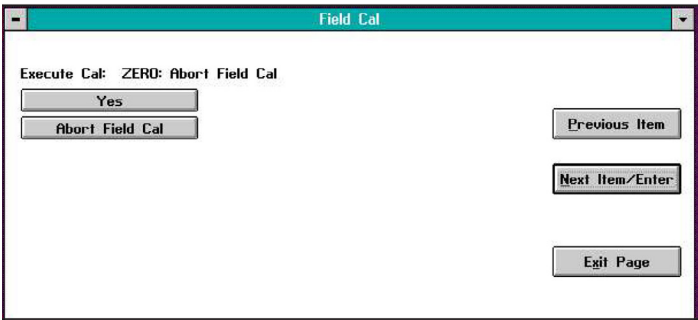 Field Cal
Execute Cal: ZERO: Abort Field Cal
Yes
Abort Field Cal
Previous Item
Next Item/Enter
Exit Page